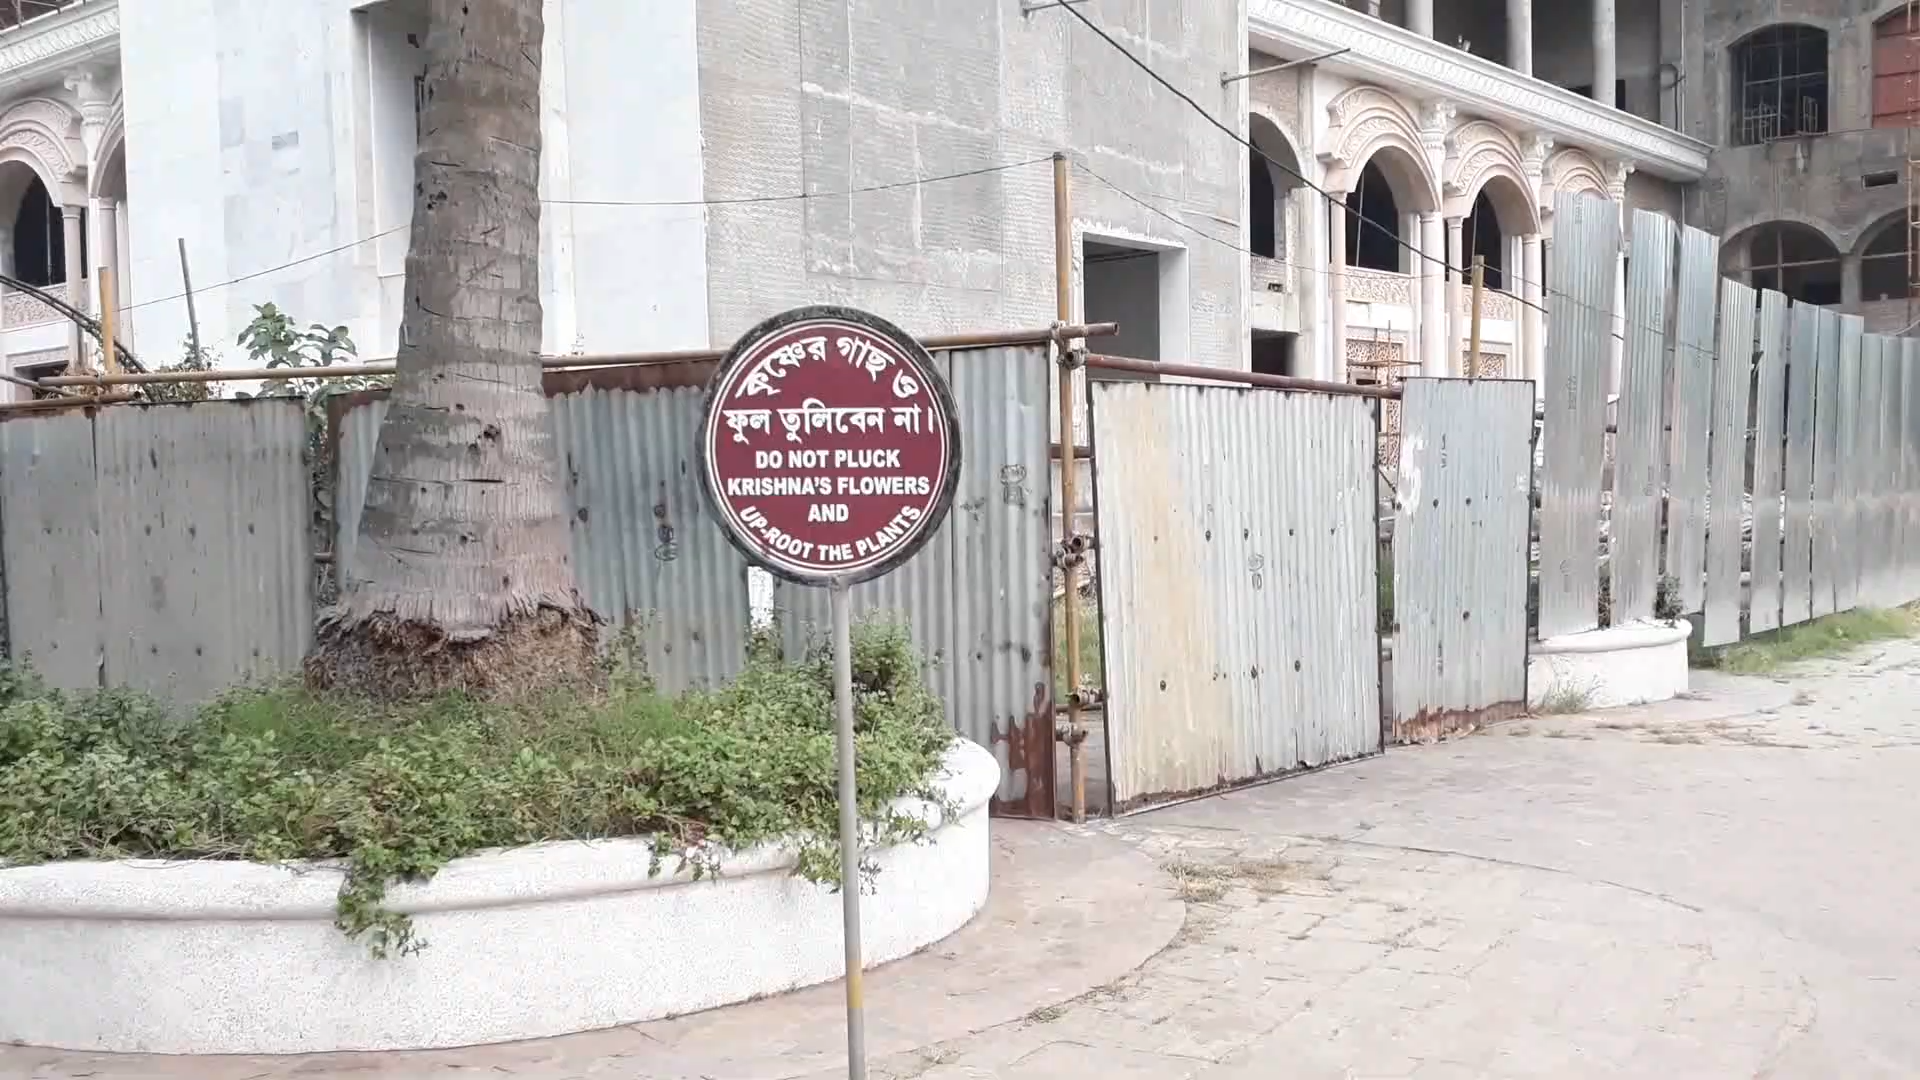 কৃষ্ণের গাছ ও
ফুল তুলিবেন না।
DO NOT PLUCK
KRISHNA'S FLOWERS
AND
UP-ROOT THE PLANTS